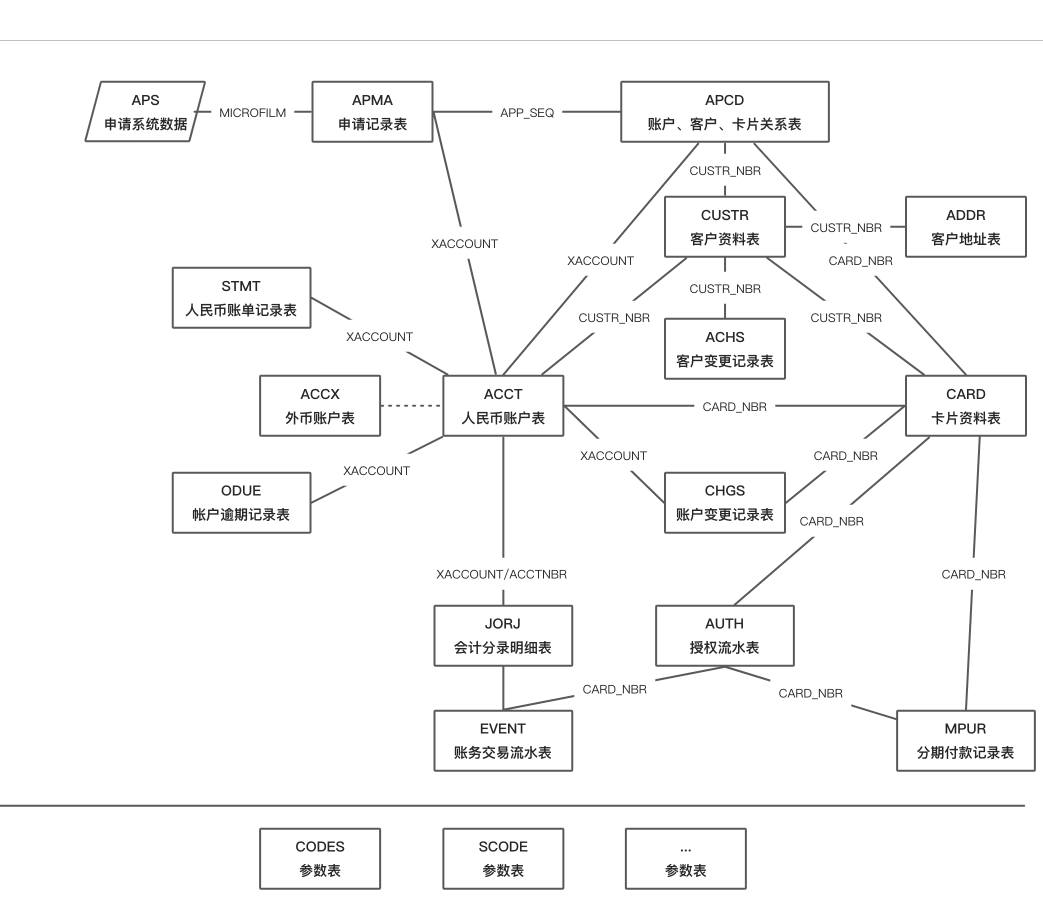 APS
申请系统数据
MICROFILM
APMA
申请记录表
APP_SEQ
APCD
账户、客户、卡片关系表
CUSTR_NBR
CUSTR
客户资料表
CUSTR_NBR
ADDR
客户地址表
XACCOUNT
XACCOUNT
CARD_NBR
STMT
人民币账单记录表
CUSTR_NBR
XACCOUNT
CUSTR_NBR
CUSTR_NBR
ACHS
客户变更记录表
ACCX
外币账户表
ACCT
人民币账户表
CARD_NBR
CARD
卡片资料表
XACCOUNT
XACCOUNT
CARD_NBR
ODUE
帐户逾期记录表
CHGS
账户变更记录表
CARD_NBR
XACCOUNT/ACCTNBR
CARD_NBR
JORJ
会计分录明细表
AUTH
授权流水表
CARD_NBR
CARD_NBR
EVENT
账务交易流水表
MPUR
分期付款记录表
CODES
参数表
SCODE
参数表
...
参数表